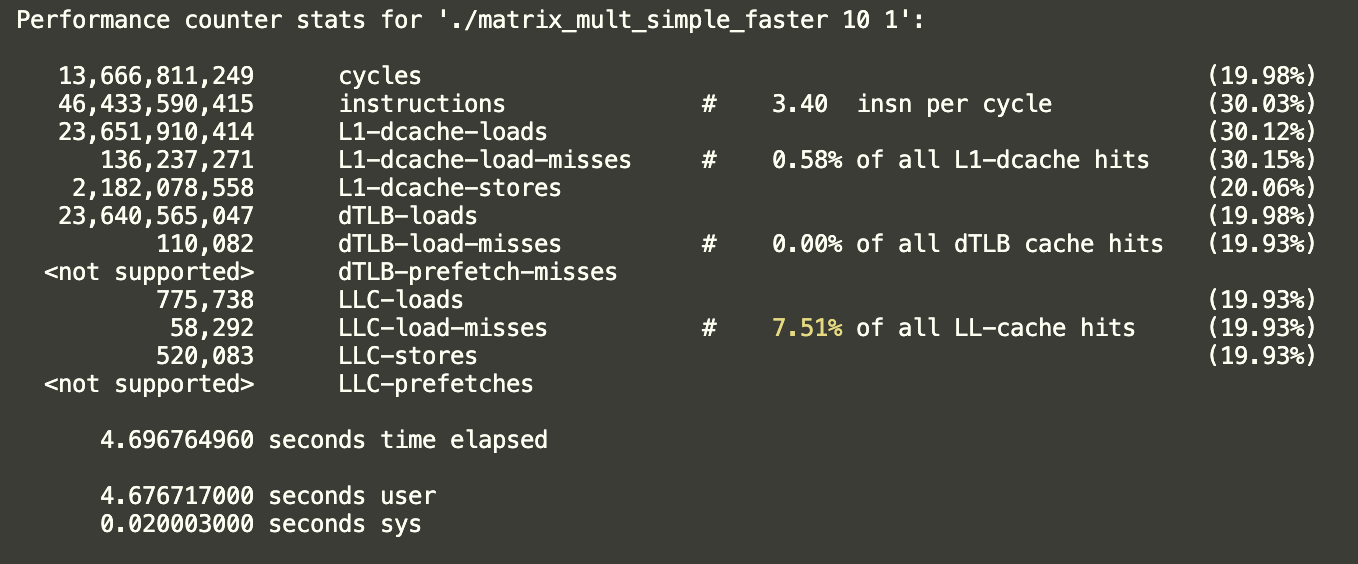 Performance counter stats for './matrix_mult_simple_faster 10 1':
13,666,811,249 cycles (19.98%)
46,433,590,415 instructions # 3.40 insn per cycle (30.03%)
23,651,910,414 L1-dcache-loads (30.12%)
136,237,271 L1-dcache-load-misses # 0.58% of all L1-dcache hits (30.15%)
2,182,078,558 L1-dcache-stores (20.06%)
23,640,565,047 dTLB-loads (19.98%)
110,082 dTLB-load-misses # 0.00% of all dTLB cache hits (19.93%)
<not supported> dTLB-prefetch-misses
775,738 LLC-loads (19.93%)
58,292 LLC-load-misses # 7.51% of all LL-cache hits (19.93%)
520,083 LLC-stores (19.93%)
<not supported> LLC-prefetches
4.696764960 seconds time elapsed
4.676717000 seconds user
0.020003000 seconds sys